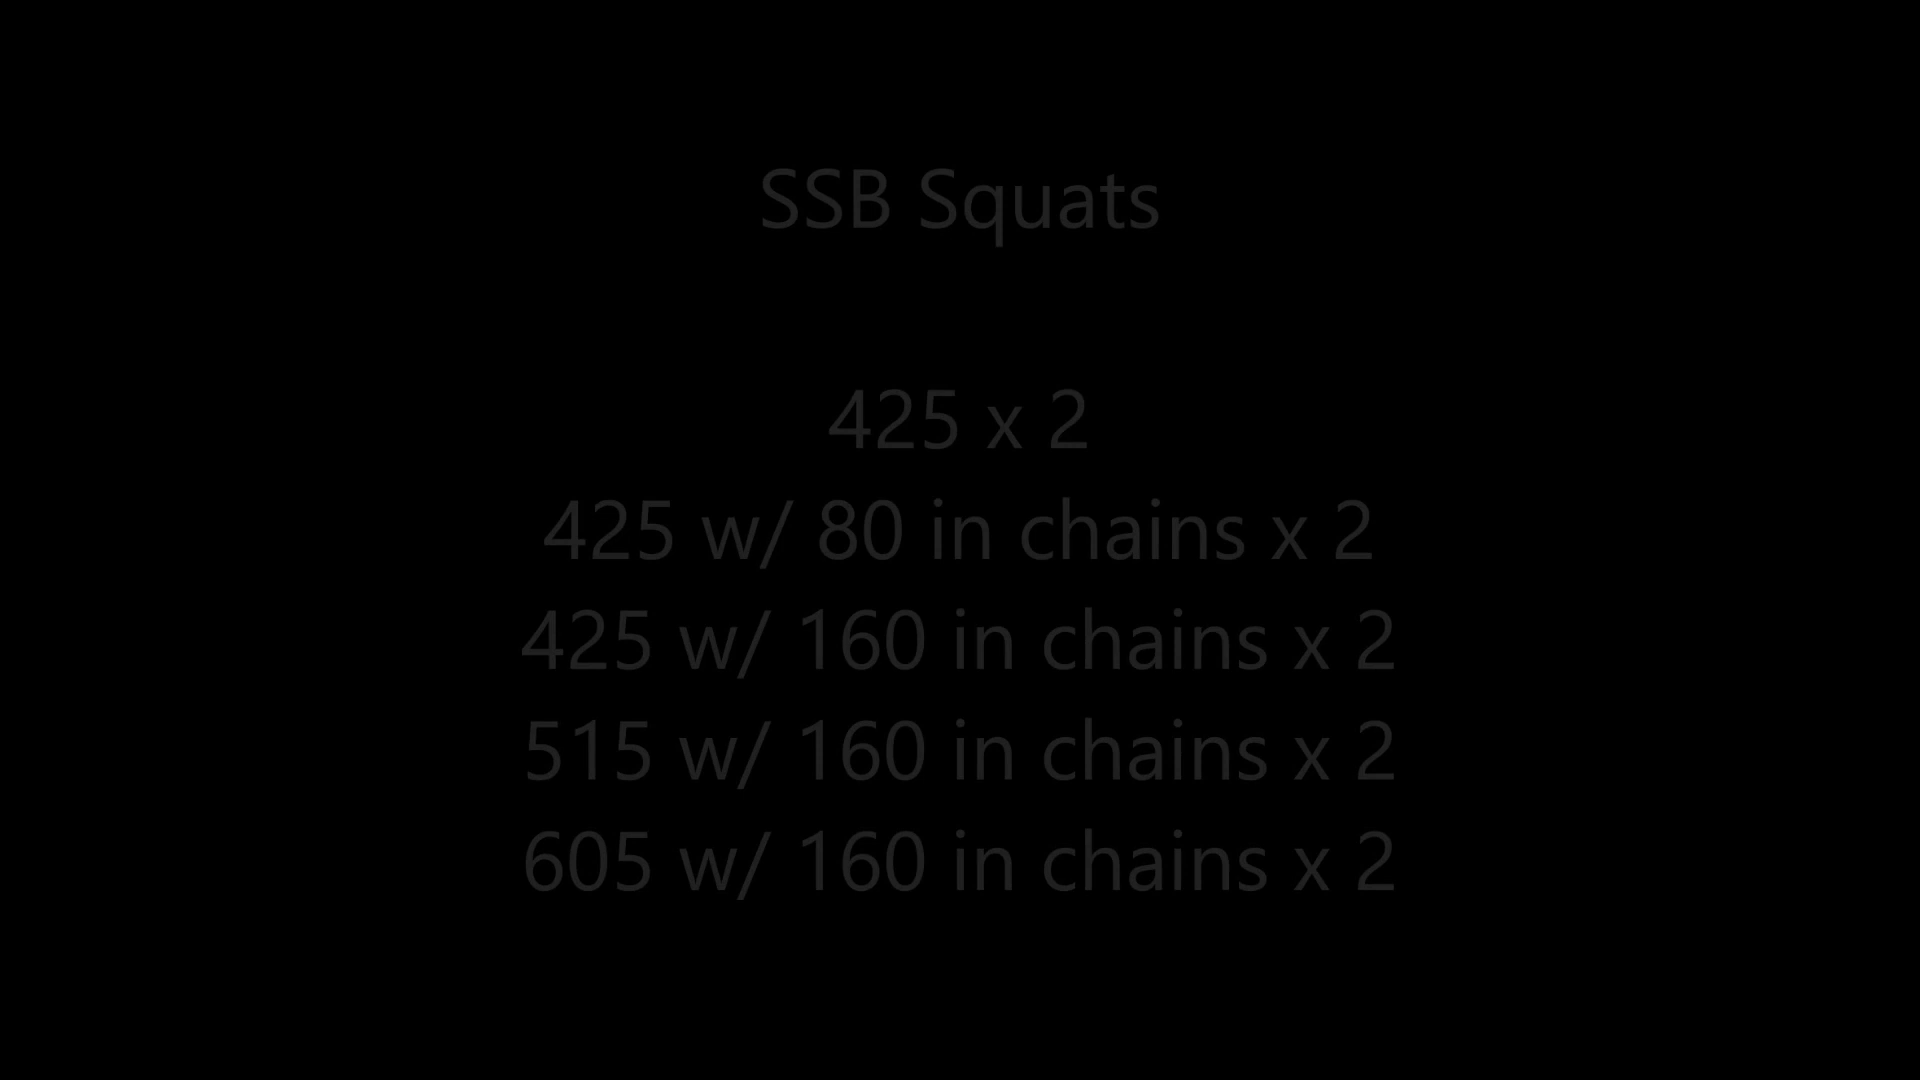 SSB Squats
425 x 2
425 w/ 80 in chains x 2
425 w/ 160 in chains x 2
515 w/ 160 in chains x 2
605 w/ 160 in chains x 2